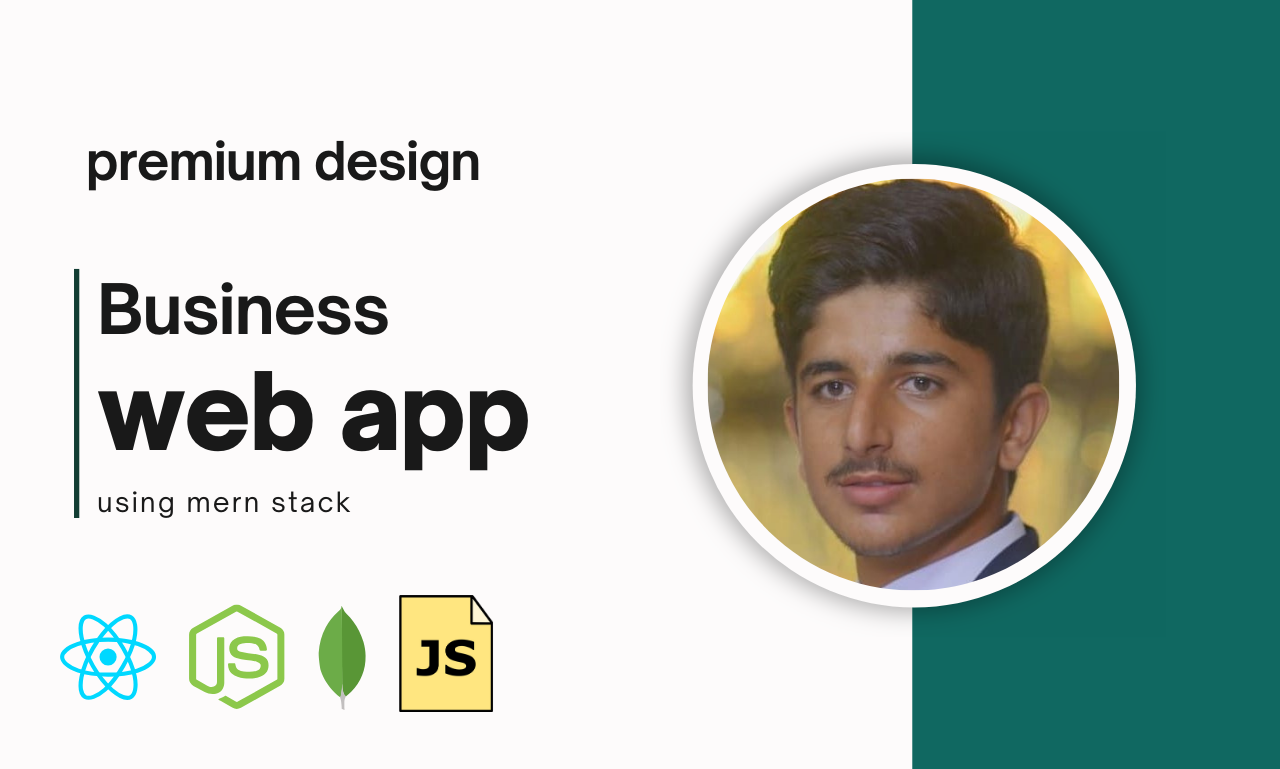 premium design
Business
web app
using mern stack
JS
JS